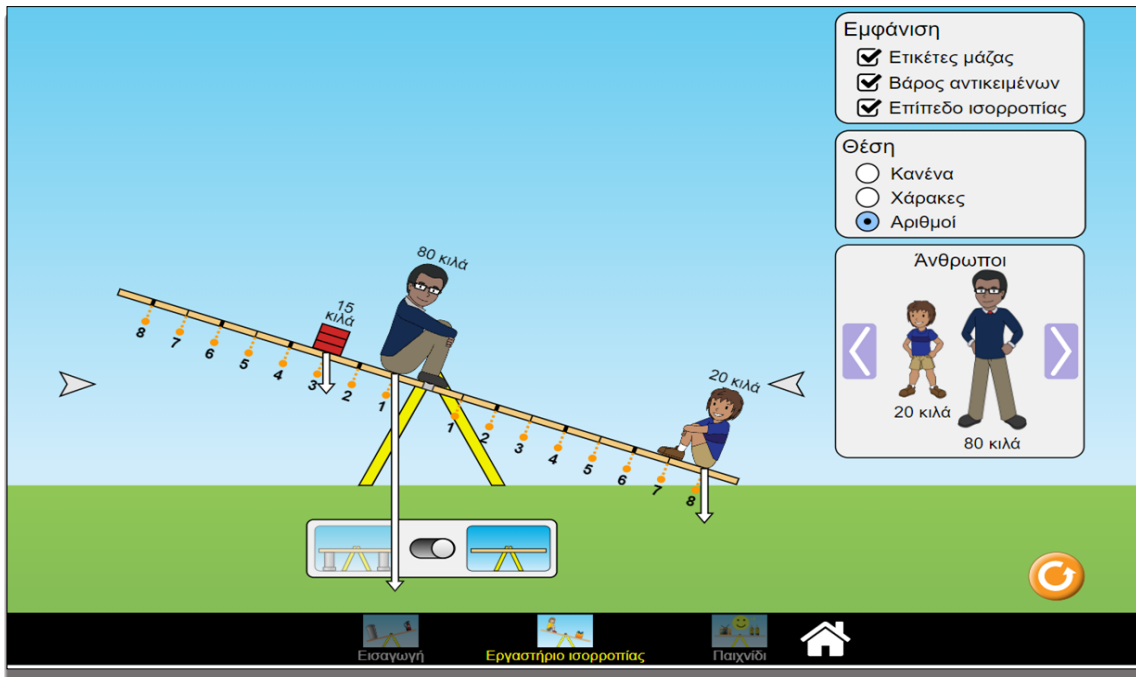 Εμφάνιση
Ετικέτες μάζας
Βάρος αντικειμένων
Επίπεδο ισορροπίας
Θέση
Κανένα
Χάρακες
Αριθμοί
Άνθρωποι
20 κιλά
80 κιλά
80 κιλά
15
κιλά
20 κιλά
8 7 6 5 4 3 2 1 1 2 3 4 5 6 7 8
Εισαγωγή
Εργαστήριο ισορροπίας
Παιχνίδι